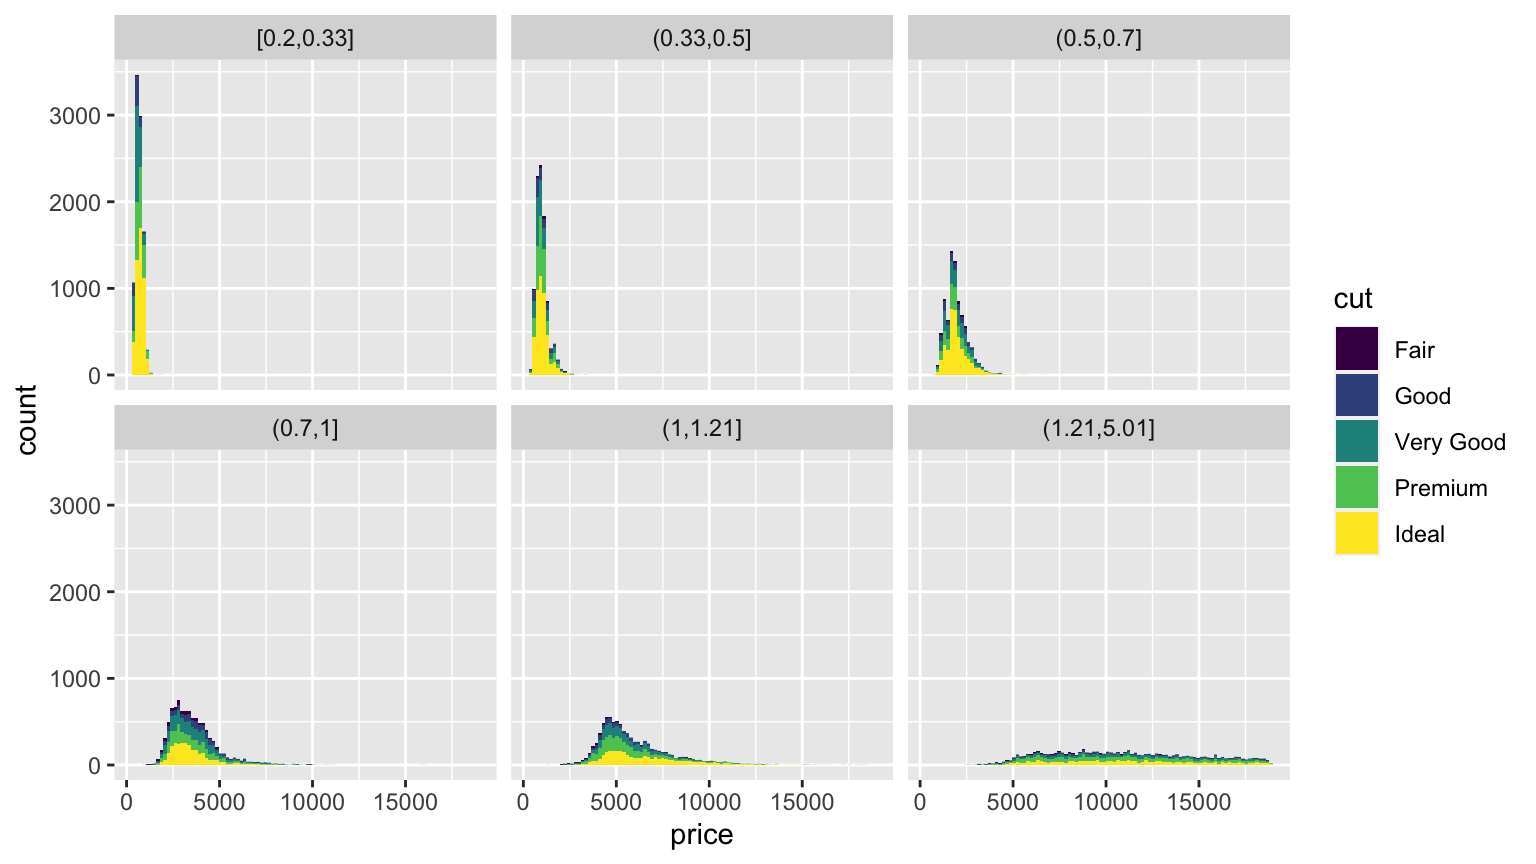 [0.2,0.33]
(0.33,0.5]
(0.5,0.7]
3000
2000
1000
0
(0.7,1]
(1,1.21]
(1.21,5.01]
3000
2000
1000
0
0 5000 10000 15000
0 5000 10000 15000
0 5000 10000 15000
price
count
cut
Fair
Good
Very Good
Premium
Ideal